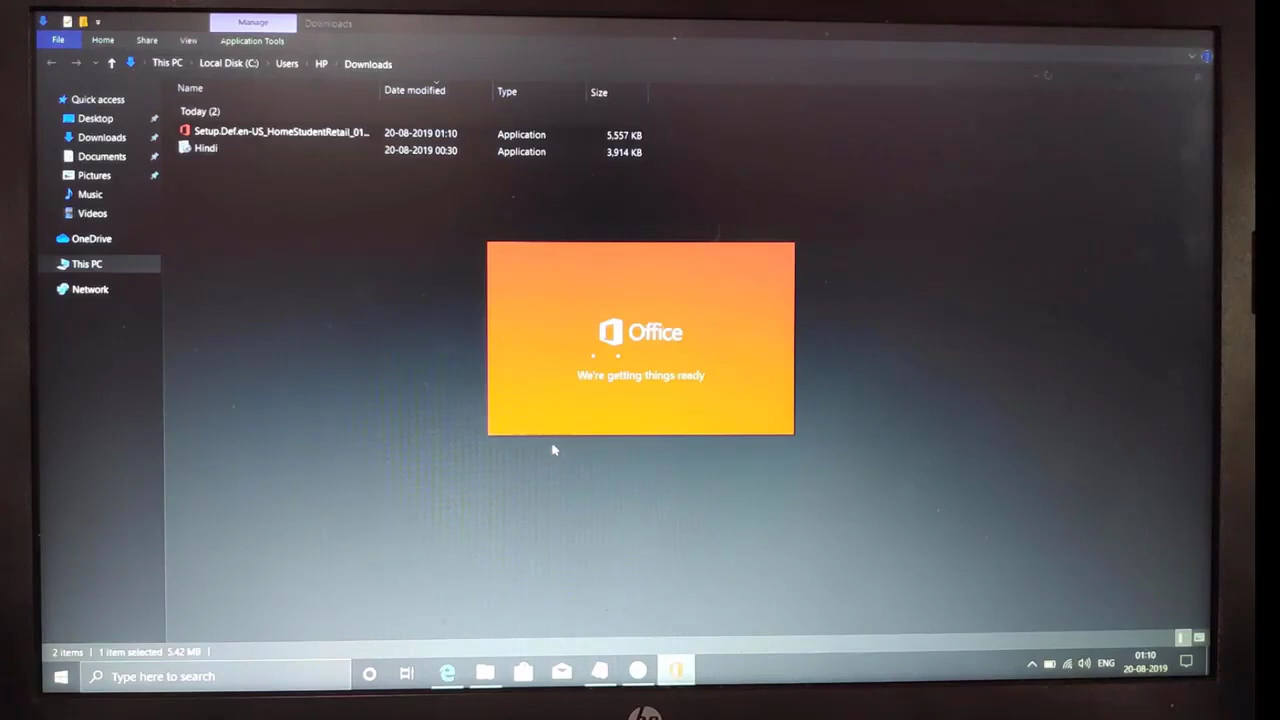 Manage Downloads
File Home Share View Application Tools
This PC Local Disk (C:) Users HP Downloads
Name Date modified Type Size
Today (2)
Setup.Def.en-US_HomeStudentRetail_01... 20-08-2019 01:10 Application 5,557 KB
Hindi 20-08-2019 00:30 Application 3,914 KB
Quick access
Desktop
Downloads
Documents
Pictures
Music
Videos
OneDrive
This PC
Network
Office
We're getting things ready
2 items 1 item selected 5.42 MB
Type here to search ENG 01:10
20-08-2019
hp